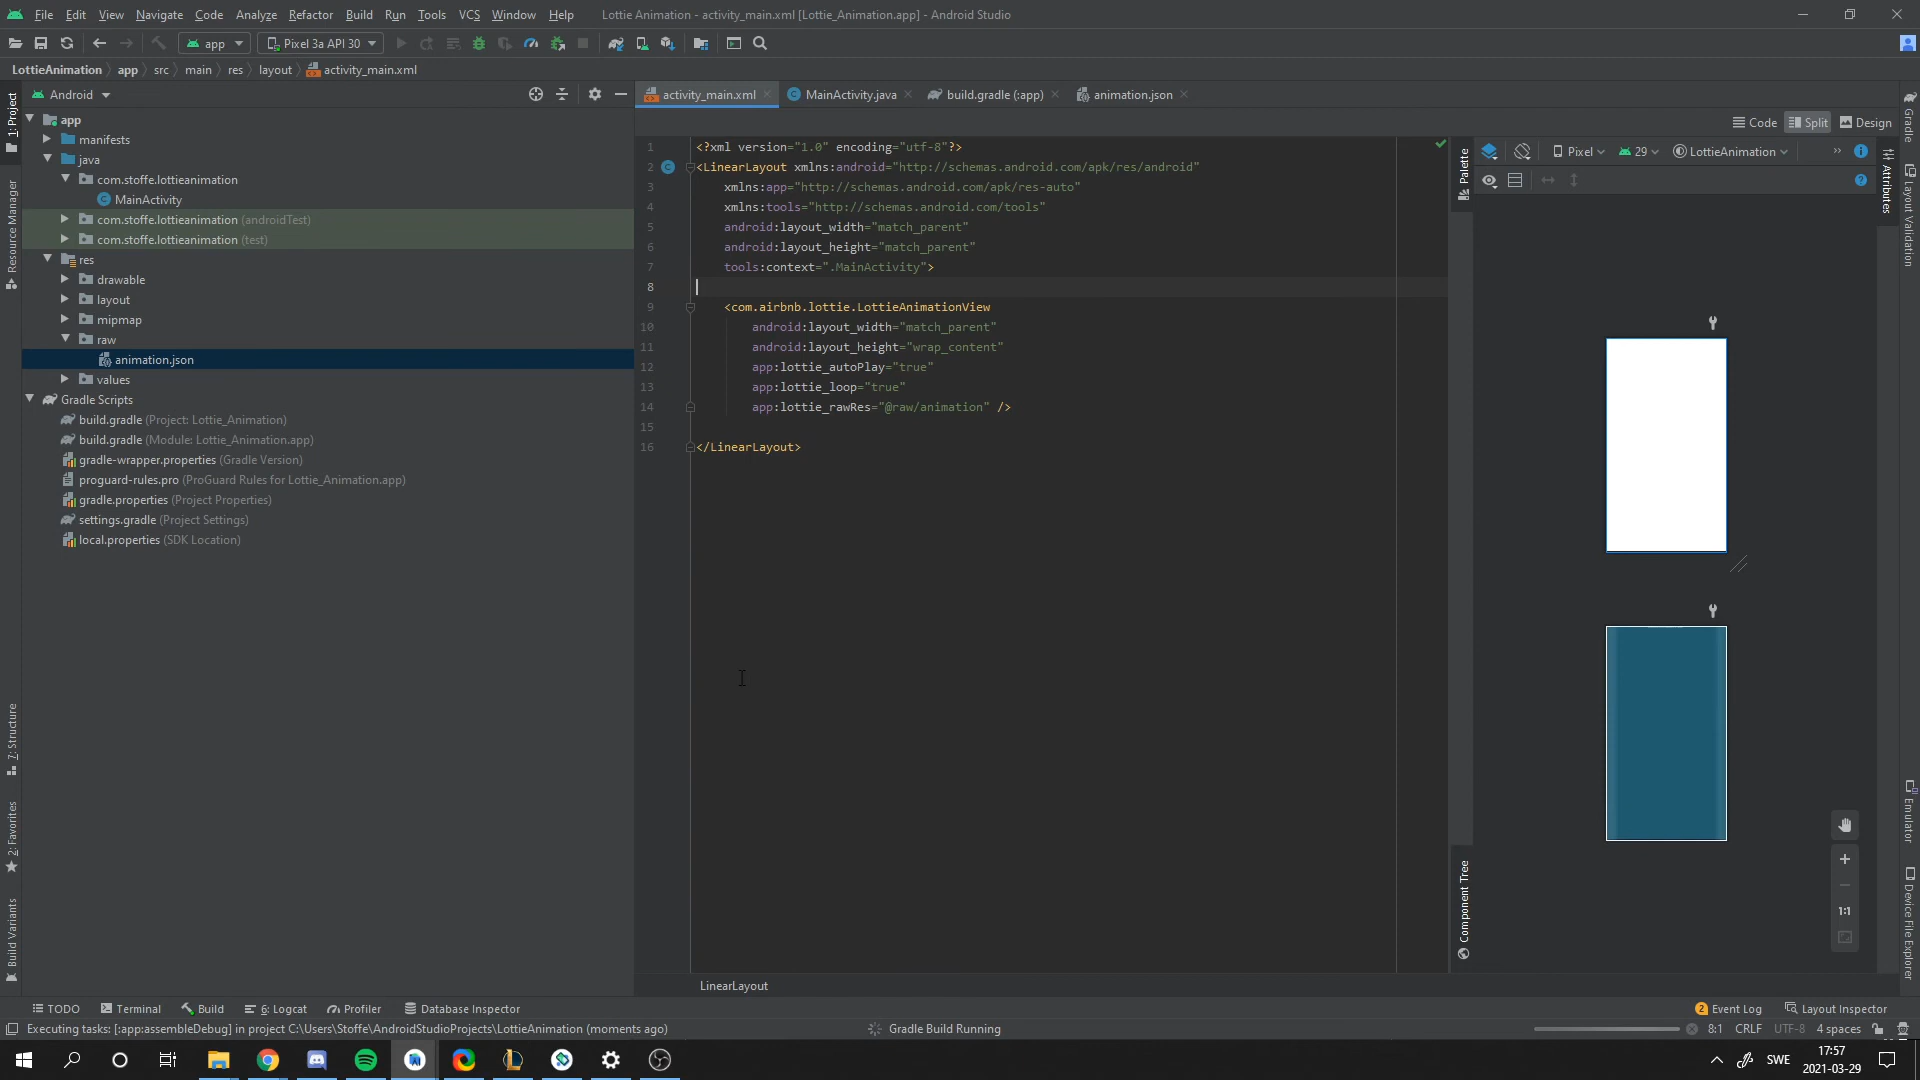 File Edit View Navigate Code Analyze Refactor Build Run Tools VCS Window Help Lottie Animation - activity_main.xml [Lottie_Animation.app] - Android Studio
app Pixel 3a API 30
LottieAnimation app src main res layout activity_main.xml
Android
activity_main.xml MainActivity.java build.gradle (:app) animation.json
Code Split Design
1: Project
Resource Manager
7: Structure
2: Favorites
Build Variants
app
manifests
java
com.stoffe.lottieanimation
MainActivity
com.stoffe.lottieanimation (androidTest)
com.stoffe.lottieanimation (test)
res
drawable
layout
mipmap
raw
animation.json
values
Gradle Scripts
build.gradle (Project: Lottie_Animation)
build.gradle (Module: Lottie_Animation.app)
gradle-wrapper.properties (Gradle Version)
proguard-rules.pro (ProGuard Rules for Lottie_Animation.app)
gradle.properties (Project Properties)
settings.gradle (Project Settings)
local.properties (SDK Location)
1 <?xml version="1.0" encoding="utf-8"?>
2 <LinearLayout xmlns:android="http://schemas.android.com/apk/res/android"
3 xmlns:app="http://schemas.android.com/apk/res-auto"
4 xmlns:tools="http://schemas.android.com/tools"
5 android:layout_width="match_parent"
6 android:layout_height="match_parent"
7 tools:context=".MainActivity">
8
9 <com.airbnb.lottie.LottieAnimationView
10 android:layout_width="match_parent"
11 android:layout_height="wrap_content"
12 app:lottie_autoPlay="true"
13 app:lottie_loop="true"
14 app:lottie_rawRes="@raw/animation" />
15
16 </LinearLayout>
LinearLayout
Palette
Component Tree
Pixel 29 LottieAnimation
1:1
Attributes
Gradle
Layout Validation
Emulator
Device File Explorer
TODO Terminal Build 6: Logcat Profiler Database Inspector 2 Event Log Layout Inspector
Executing tasks: [:app:assembleDebug] in project C:\Users\Stoffe\AndroidStudioProjects\LottieAnimation (moments ago) Gradle Build Running 8:1 CRLF UTF-8 4 spaces
SWE
17:57
2021-03-29